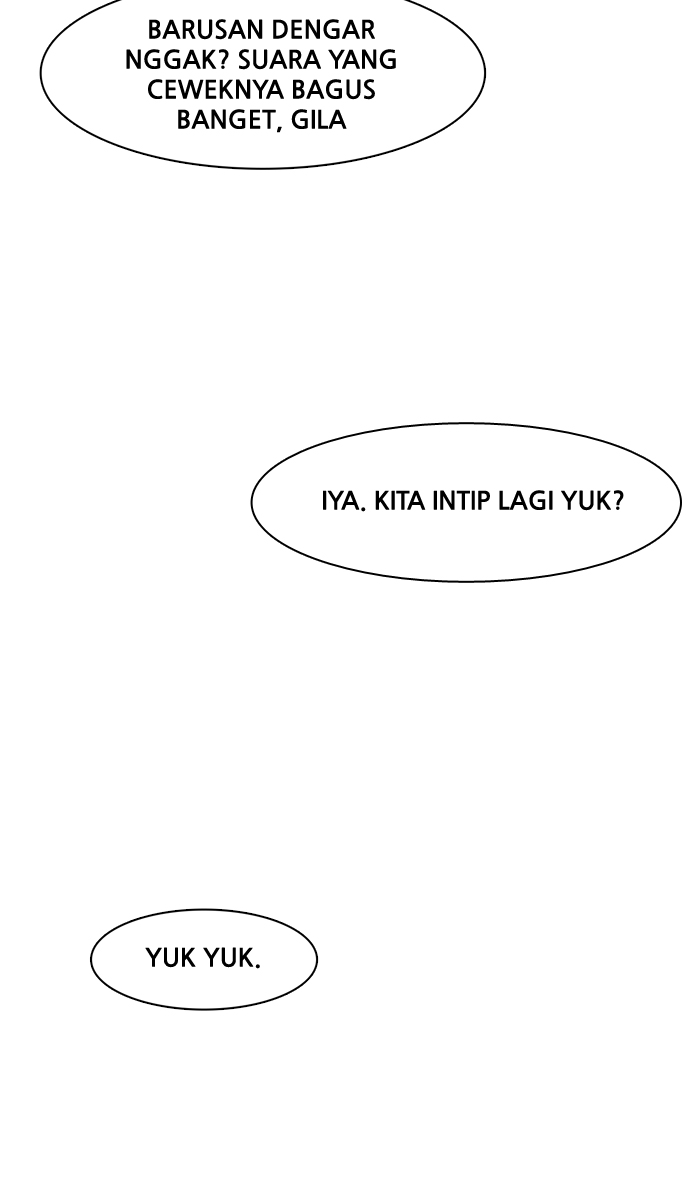 BARUSAN DENGAR
NGGAK? SUARA YANG
CEWEKNYA BAGUS
BANGET, GILA
IYA. KITA INTIP LAGI YUK?
YUK YUK.